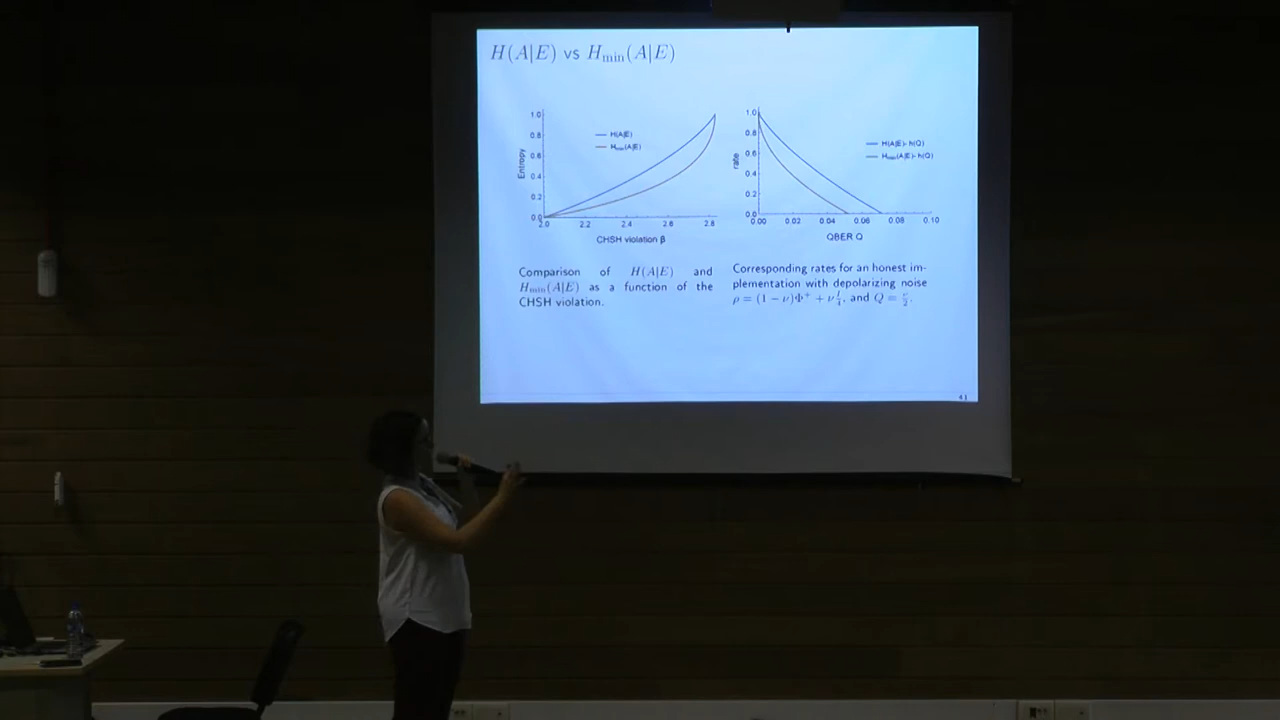 H(A|E) vs H_min(A|E)
1.0
0.8
0.6
0.4
0.2
0.0
Entropy
H(A|E)
H_min(A|E)
2.0 2.2 2.4 2.6 2.8
CHSH violation β
1.0
0.8
0.6
0.4
0.2
0.0
rate
H(A|E)- h(Q)
H_min(A|E)- h(Q)
0.00 0.02 0.04 0.06 0.08 0.10
QBER Q
Comparison of H(A|E) and
H_min(A|E) as a function of the
CHSH violation.
Corresponding rates for an honest im-
plementation with depolarizing noise
ρ = (1 − ν)Φ⁺ + ν I/4, and Q = ν/2.
41